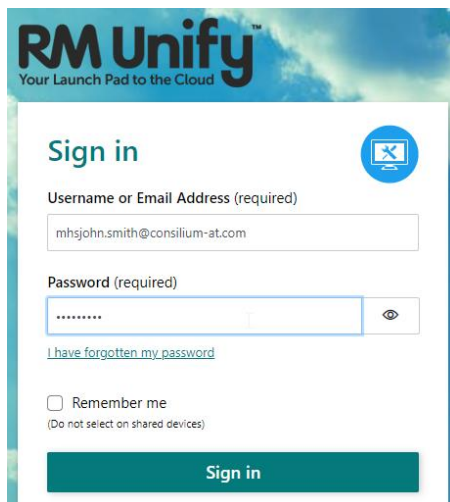 RM Unify™
Your Launch Pad to the Cloud
Sign in
Username or Email Address (required)
mhsjohn.smith@consilium-at.com
Password (required)
•••••••••
I have forgotten my password
Remember me
(Do not select on shared devices)
Sign in